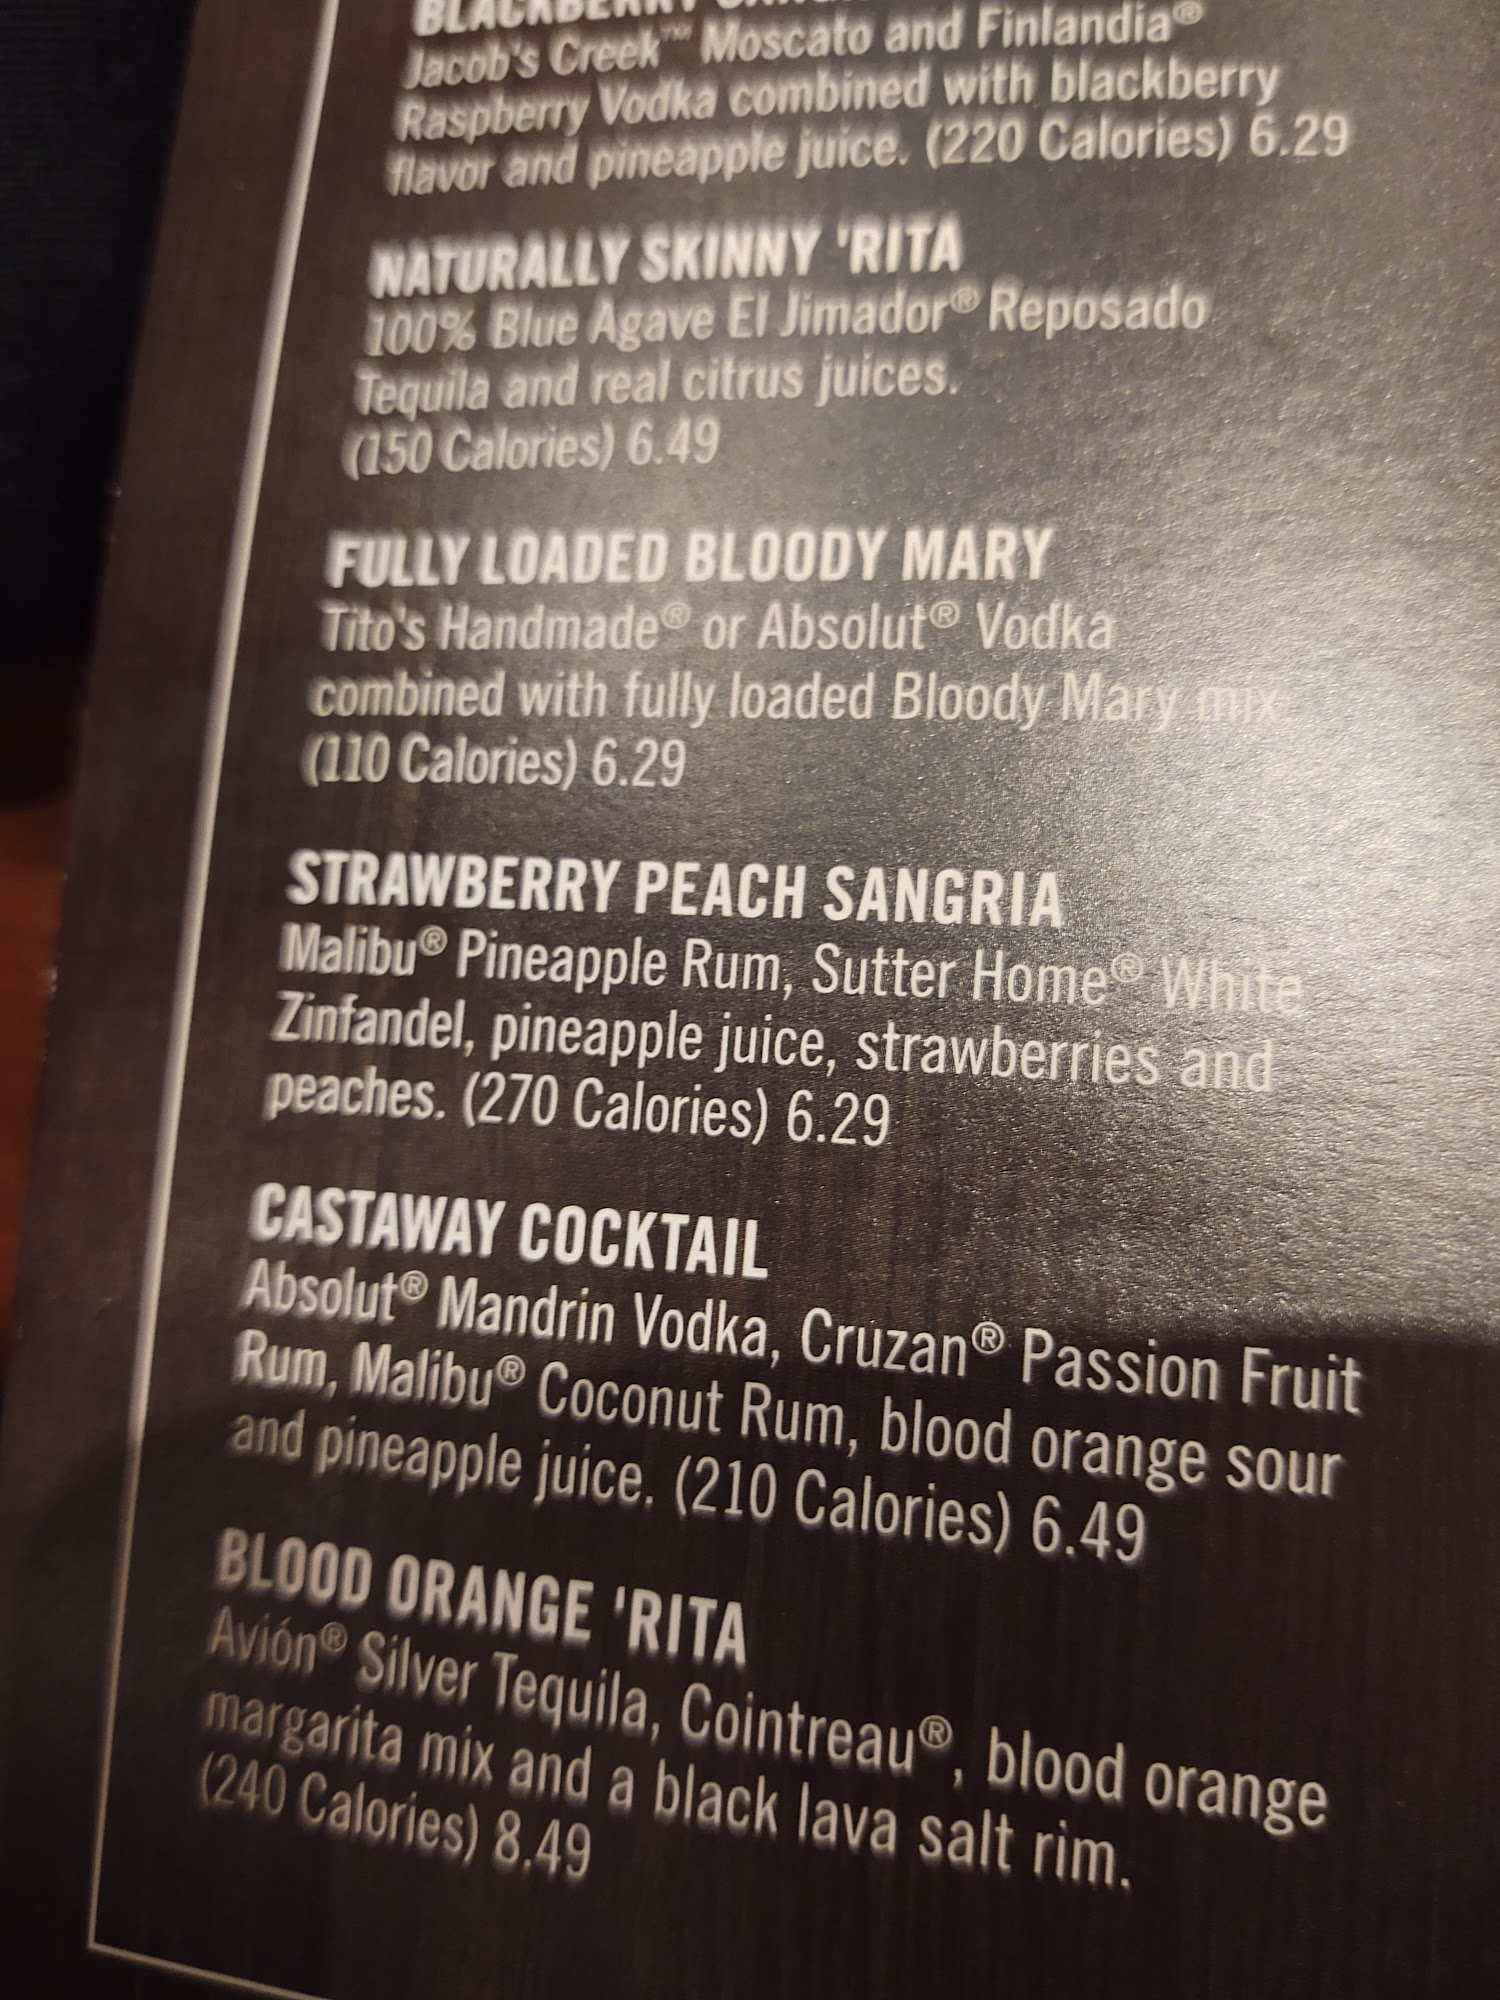 BLACKBERRY
Jacob's Creek™ Moscato and Finlandia®
Raspberry Vodka combined with blackberry
flavor and pineapple juice. (220 Calories) 6.29
NATURALLY SKINNY 'RITA
100% Blue Agave El Jimador® Reposado
Tequila and real citrus juices.
(150 Calories) 6.49
FULLY LOADED BLOODY MARY
Tito's Handmade® or Absolut® Vodka
combined with fully loaded Bloody Mary mix
(110 Calories) 6.29
STRAWBERRY PEACH SANGRIA
Malibu® Pineapple Rum, Sutter Home® White
Zinfandel, pineapple juice, strawberries and
peaches. (270 Calories) 6.29
CASTAWAY COCKTAIL
Absolut® Mandrin Vodka, Cruzan® Passion Fruit
Rum, Malibu® Coconut Rum, blood orange sour
and pineapple juice. (210 Calories) 6.49
BLOOD ORANGE 'RITA
Avión® Silver Tequila, Cointreau®, blood orange
margarita mix and a black lava salt rim.
(240 Calories) 8.49